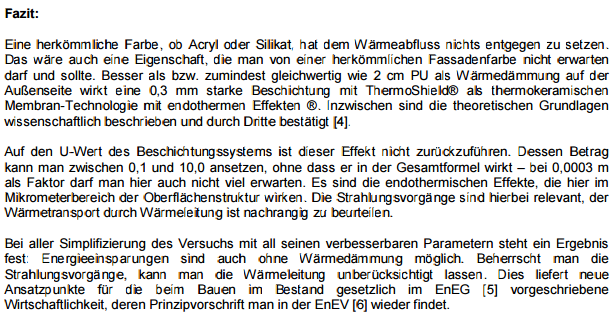 Fazit:
Eine herkömmliche Farbe, ob Acryl oder Silikat, hat dem Wärmeabfluss nichts entgegen zu setzen.
Das wäre auch eine Eigenschaft, die man von einer herkömmlichen Fassadenfarbe nicht erwarten
darf und sollte. Besser als bzw. zumindest gleichwertig wie 2 cm PU als Wärmedämmung auf der
Außenseite wirkt eine 0,3 mm starke Beschichtung mit ThermoShield® als thermokeramischen
Membran-Technologie mit endothermen Effekten ®. Inzwischen sind die theoretischen Grundlagen
wissenschaftlich beschrieben und durch Dritte bestätigt [4].
Auf den U-Wert des Beschichtungssystems ist dieser Effekt nicht zurückzuführen. Dessen Betrag
kann man zwischen 0,1 und 10,0 ansetzen, ohne dass er in der Gesamtformel wirkt – bei 0,0003 m
als Faktor darf man hier auch nicht viel erwarten. Es sind die endothermischen Effekte, die hier im
Mikrometerbereich der Oberflächenstruktur wirken. Die Strahlungsvorgänge sind hierbei relevant, der
Wärmetransport durch Wärmeleitung ist nachrangig zu beurteilen.
Bei aller Simplifizierung des Versuchs mit all seinen verbesserbaren Parametern steht ein Ergebnis
fest: Energieeinsparungen sind auch ohne Wärmedämmung möglich. Beherrscht man die
Strahlungsvorgänge, kann man die Wärmeleitung unberücksichtigt lassen. Dies liefert neue
Ansatzpunkte für die beim Bauen im Bestand gesetzlich im EnEG [5] vorgeschriebene
Wirtschaftlichkeit, deren Prinzipvorschrift man in der EnEV [6] wieder findet.